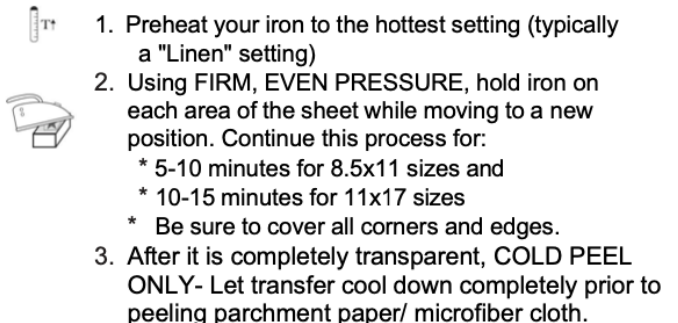 T↑
1. Preheat your iron to the hottest setting (typically
a "Linen" setting)
2. Using FIRM, EVEN PRESSURE, hold iron on
each area of the sheet while moving to a new
position. Continue this process for:
* 5-10 minutes for 8.5x11 sizes and
* 10-15 minutes for 11x17 sizes
* Be sure to cover all corners and edges.
3. After it is completely transparent, COLD PEEL
ONLY- Let transfer cool down completely prior to
peeling parchment paper/ microfiber cloth.